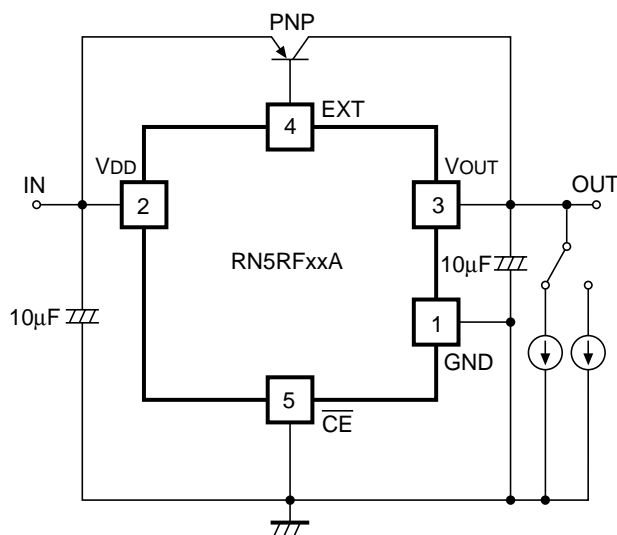 PNP
4
EXT
VDD
VOUT
IN
2
3
OUT
RN5RFxxA
10µF
10µF
1
GND
5
CE